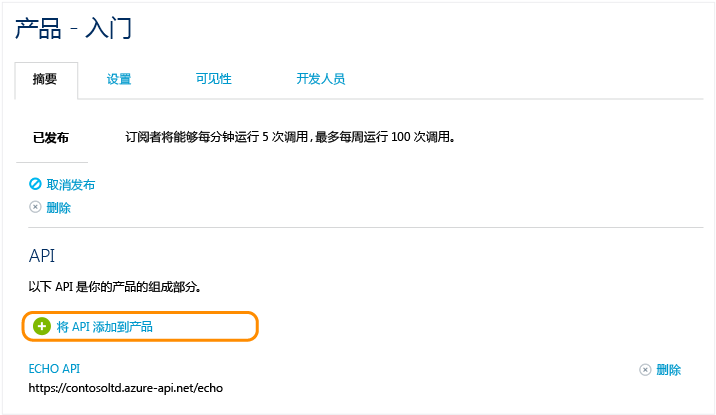 产品 - 入门
摘要 设置 可见性 开发人员
已发布 订阅者将能够每分钟运行 5 次调用，最多每周运行 100 次调用。
取消发布
删除
API
以下 API 是你的产品的组成部分。
将 API 添加到产品
ECHO API 删除
https://contosoltd.azure-api.net/echo